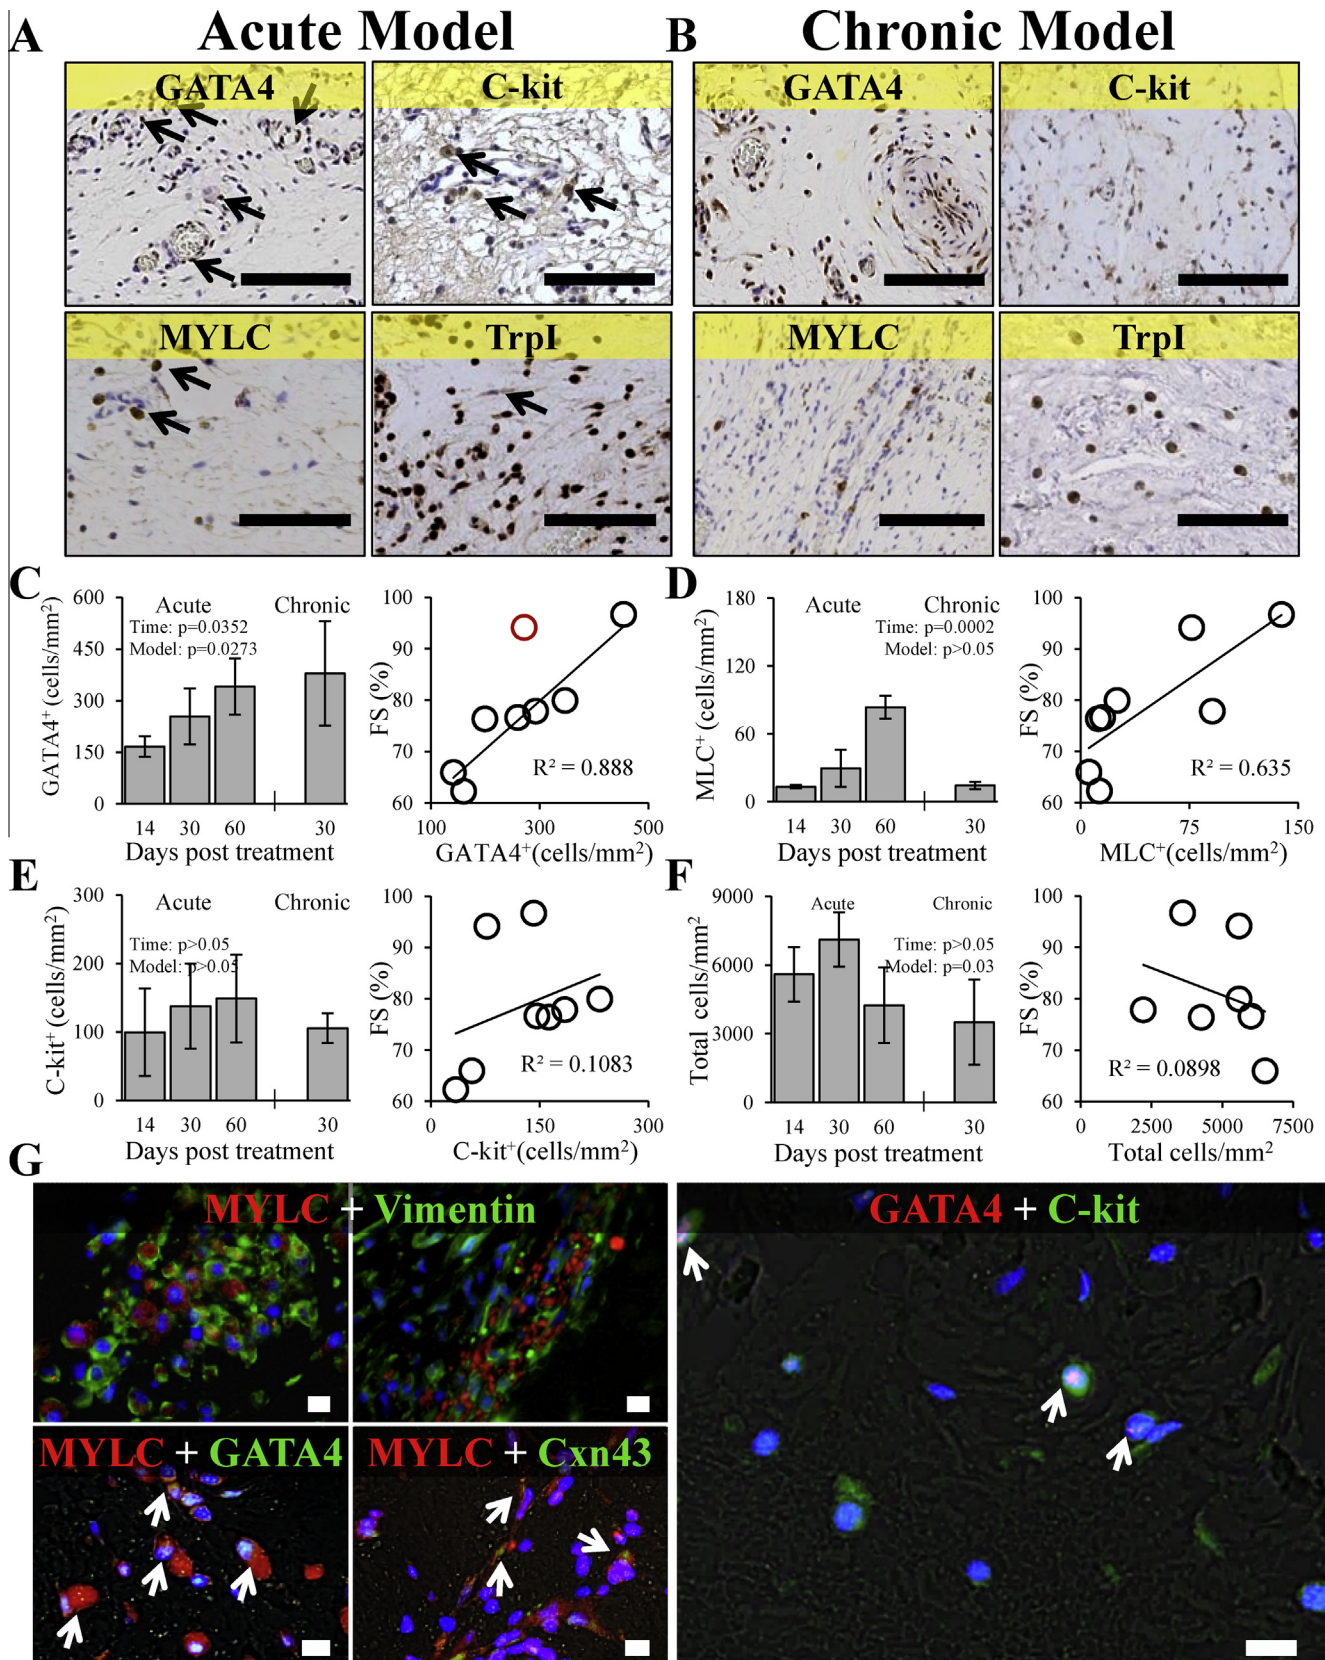 A Acute Model B Chronic Model
GATA4 C-kit GATA4 C-kit
MYLC TrpI MYLC TrpI
C
GATA4⁺ (cells/mm²)
600
450
300
150
0
Acute Chronic
Time: p=0.0352
Model: p=0.0273
14 30 60 30
Days post treatment
FS (%)
100
90
80
70
60
R² = 0.888
100 300 500
GATA4⁺(cells/mm²)
D
MLC⁺ (cells/mm²)
180
120
60
0
Acute Chronic
Time: p=0.0002
Model: p>0.05
14 30 60 30
Days post treatment
FS (%)
100
90
80
70
60
R² = 0.635
0 75 150
MLC⁺(cells/mm²)
E
C-kit⁺ (cells/mm²)
300
200
100
0
Acute Chronic
Time: p>0.05
Model: p>0.05
14 30 60 30
Days post treatment
FS (%)
100
90
80
70
60
R² = 0.1083
0 150 300
C-kit⁺(cells/mm²)
F
Total cells/mm²
9000
6000
3000
0
Acute Chronic
Time: p>0.05
Model: p=0.03
14 30 60 30
Days post treatment
FS (%)
100
90
80
70
60
R² = 0.0898
0 2500 5000 7500
Total cells/mm²
G
MYLC + Vimentin
GATA4 + C-kit
MYLC + GATA4
MYLC + Cxn43